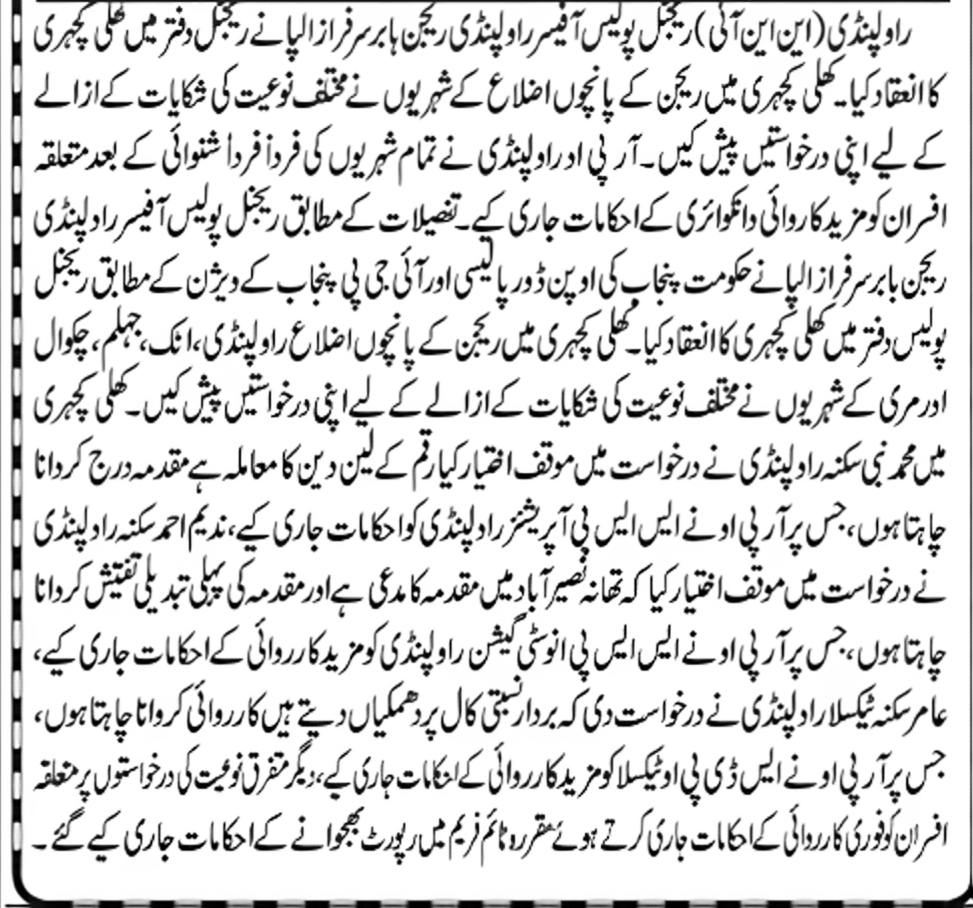 راولپنڈی (این این آئی) ریجنل پولیس آفیسر راولپنڈی ریجن بابر سرفراز الپا نے ریجنل دفتر میں کھلی کچہری
کا انعقاد کیا۔ کھلی کچہری میں ریجن کے پانچوں اضلاع کے شہریوں نے مختلف نوعیت کی شکایات کے ازالے
کے لیے اپنی درخواستیں پیش کیں۔ آر پی او راولپنڈی نے تمام شہریوں کی فرداً فرداً شنوائی کے بعد متعلقہ
افسران کو مزید کاروائی و انکوائری کے احکامات جاری کیے۔ تفصیلات کے مطابق ریجنل پولیس آفیسر راولپنڈی
ریجن بابر سرفراز الپا نے حکومت پنجاب کی اوپن ڈور پالیسی اور آئی جی پی پنجاب کے ویژن کے مطابق ریجنل
پولیس دفتر میں کھلی کچہری کا انعقاد کیا۔ کھلی کچہری میں ریجن کے پانچوں اضلاع راولپنڈی، اٹک، جہلم، چکوال
اور مری کے شہریوں نے مختلف نوعیت کی شکایات کے ازالے کے لیے اپنی درخواستیں پیش کیں۔ کھلی کچہری
میں محمد نبی سکنہ راولپنڈی نے درخواست میں موقف اختیار کیا رقم کے لین دین کا معاملہ ہے مقدمہ درج کروانا
چاہتا ہوں، جس پر آر پی او نے ایس ایس پی آپریشنز راولپنڈی کو احکامات جاری کیے، ندیم احمد سکنہ راولپنڈی
نے درخواست میں موقف اختیار کیا کہ تھانہ نصیر آباد میں مقدمہ کا مدعی ہے اور مقدمہ کی پہلی تبدیلی تفتیش کروانا
چاہتا ہوں، جس پر آر پی او نے ایس ایس پی انوسٹی گیشن راولپنڈی کو مزید کارروائی کے احکامات جاری کیے،
عامر سکنہ ٹیکسلا راولپنڈی نے درخواست دی کہ بردار نسبتی کال پر دھمکیاں دیتے ہیں کارروائی کروانا چاہتا ہوں،
جس پر آر پی او نے ایس ڈی پی او ٹیکسلا کو مزید کارروائی کے احکامات جاری کیے، دیگر متفرق نوعیت کی درخواستوں پر متعلقہ
افسران کو فوری کارروائی کے احکامات جاری کرتے ہوئے مقررہ ٹائم فریم میں رپورٹ بھجوانے کے احکامات جاری کیے گئے۔